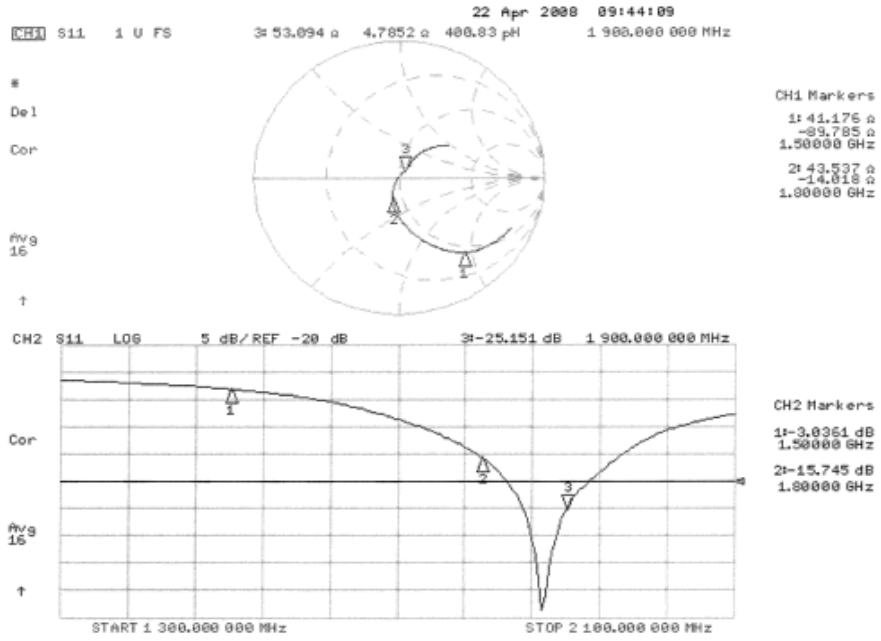 22 Apr 2008 09:44:09
CH1 S11 1 U FS 3: 53.094 Ω 4.7852 Ω 400.83 pH 1 900.000 000 MHz
*
Del
Cor
Avg
16
↑
CH1 Markers
1: 41.176 Ω
-89.785 Ω
1.50000 GHz
2: 43.537 Ω
-14.018 Ω
1.80000 GHz
3
2
1
CH2 S11 LOG 5 dB/ REF -20 dB 3:-25.151 dB 1 900.000 000 MHz
Cor
Avg
16
↑
CH2 Markers
1:-3.0361 dB
1.50000 GHz
2:-15.745 dB
1.80000 GHz
1
2
3
START 1 300.000 000 MHz STOP 2 100.000 000 MHz